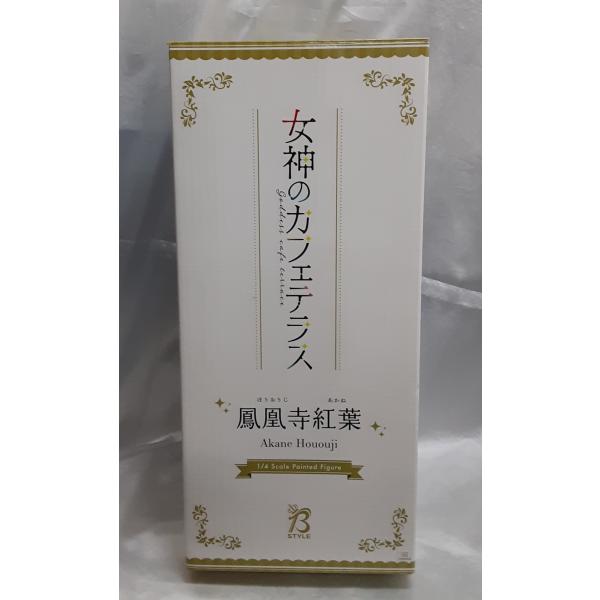 女神のカフェテラス
Goddess cafe terrace
ほうおうじ あかね
鳳凰寺紅葉
Akane Hououji
1/4 Scale Painted Figure
B
STYLE